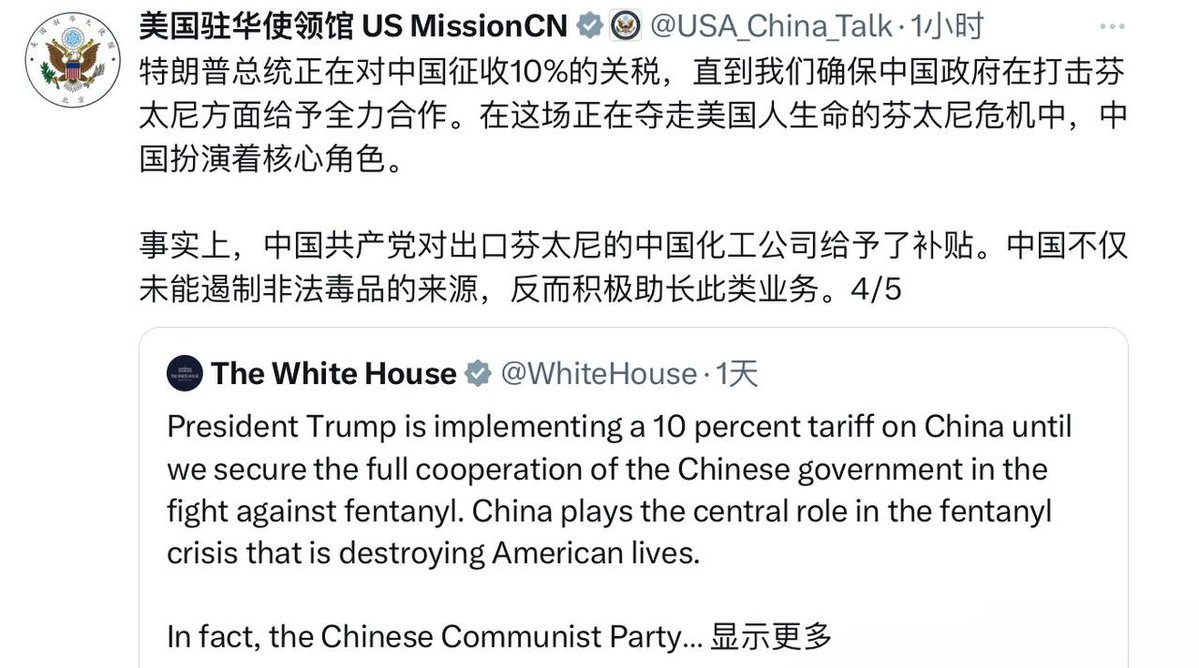 美国驻华使领馆 US MissionCN @USA_China_Talk·1小时
特朗普总统正在对中国征收10%的关税，直到我们确保中国政府在打击芬
太尼方面给予全力合作。在这场正在夺走美国人生命的芬太尼危机中，中
国扮演着核心角色。
事实上，中国共产党对出口芬太尼的中国化工公司给予了补贴。中国不仅
未能遏制非法毒品的来源，反而积极助长此类业务。4/5
The White House @WhiteHouse·1天
President Trump is implementing a 10 percent tariff on China until
we secure the full cooperation of the Chinese government in the
fight against fentanyl. China plays the central role in the fentanyl
crisis that is destroying American lives.
In fact, the Chinese Communist Party... 显示更多